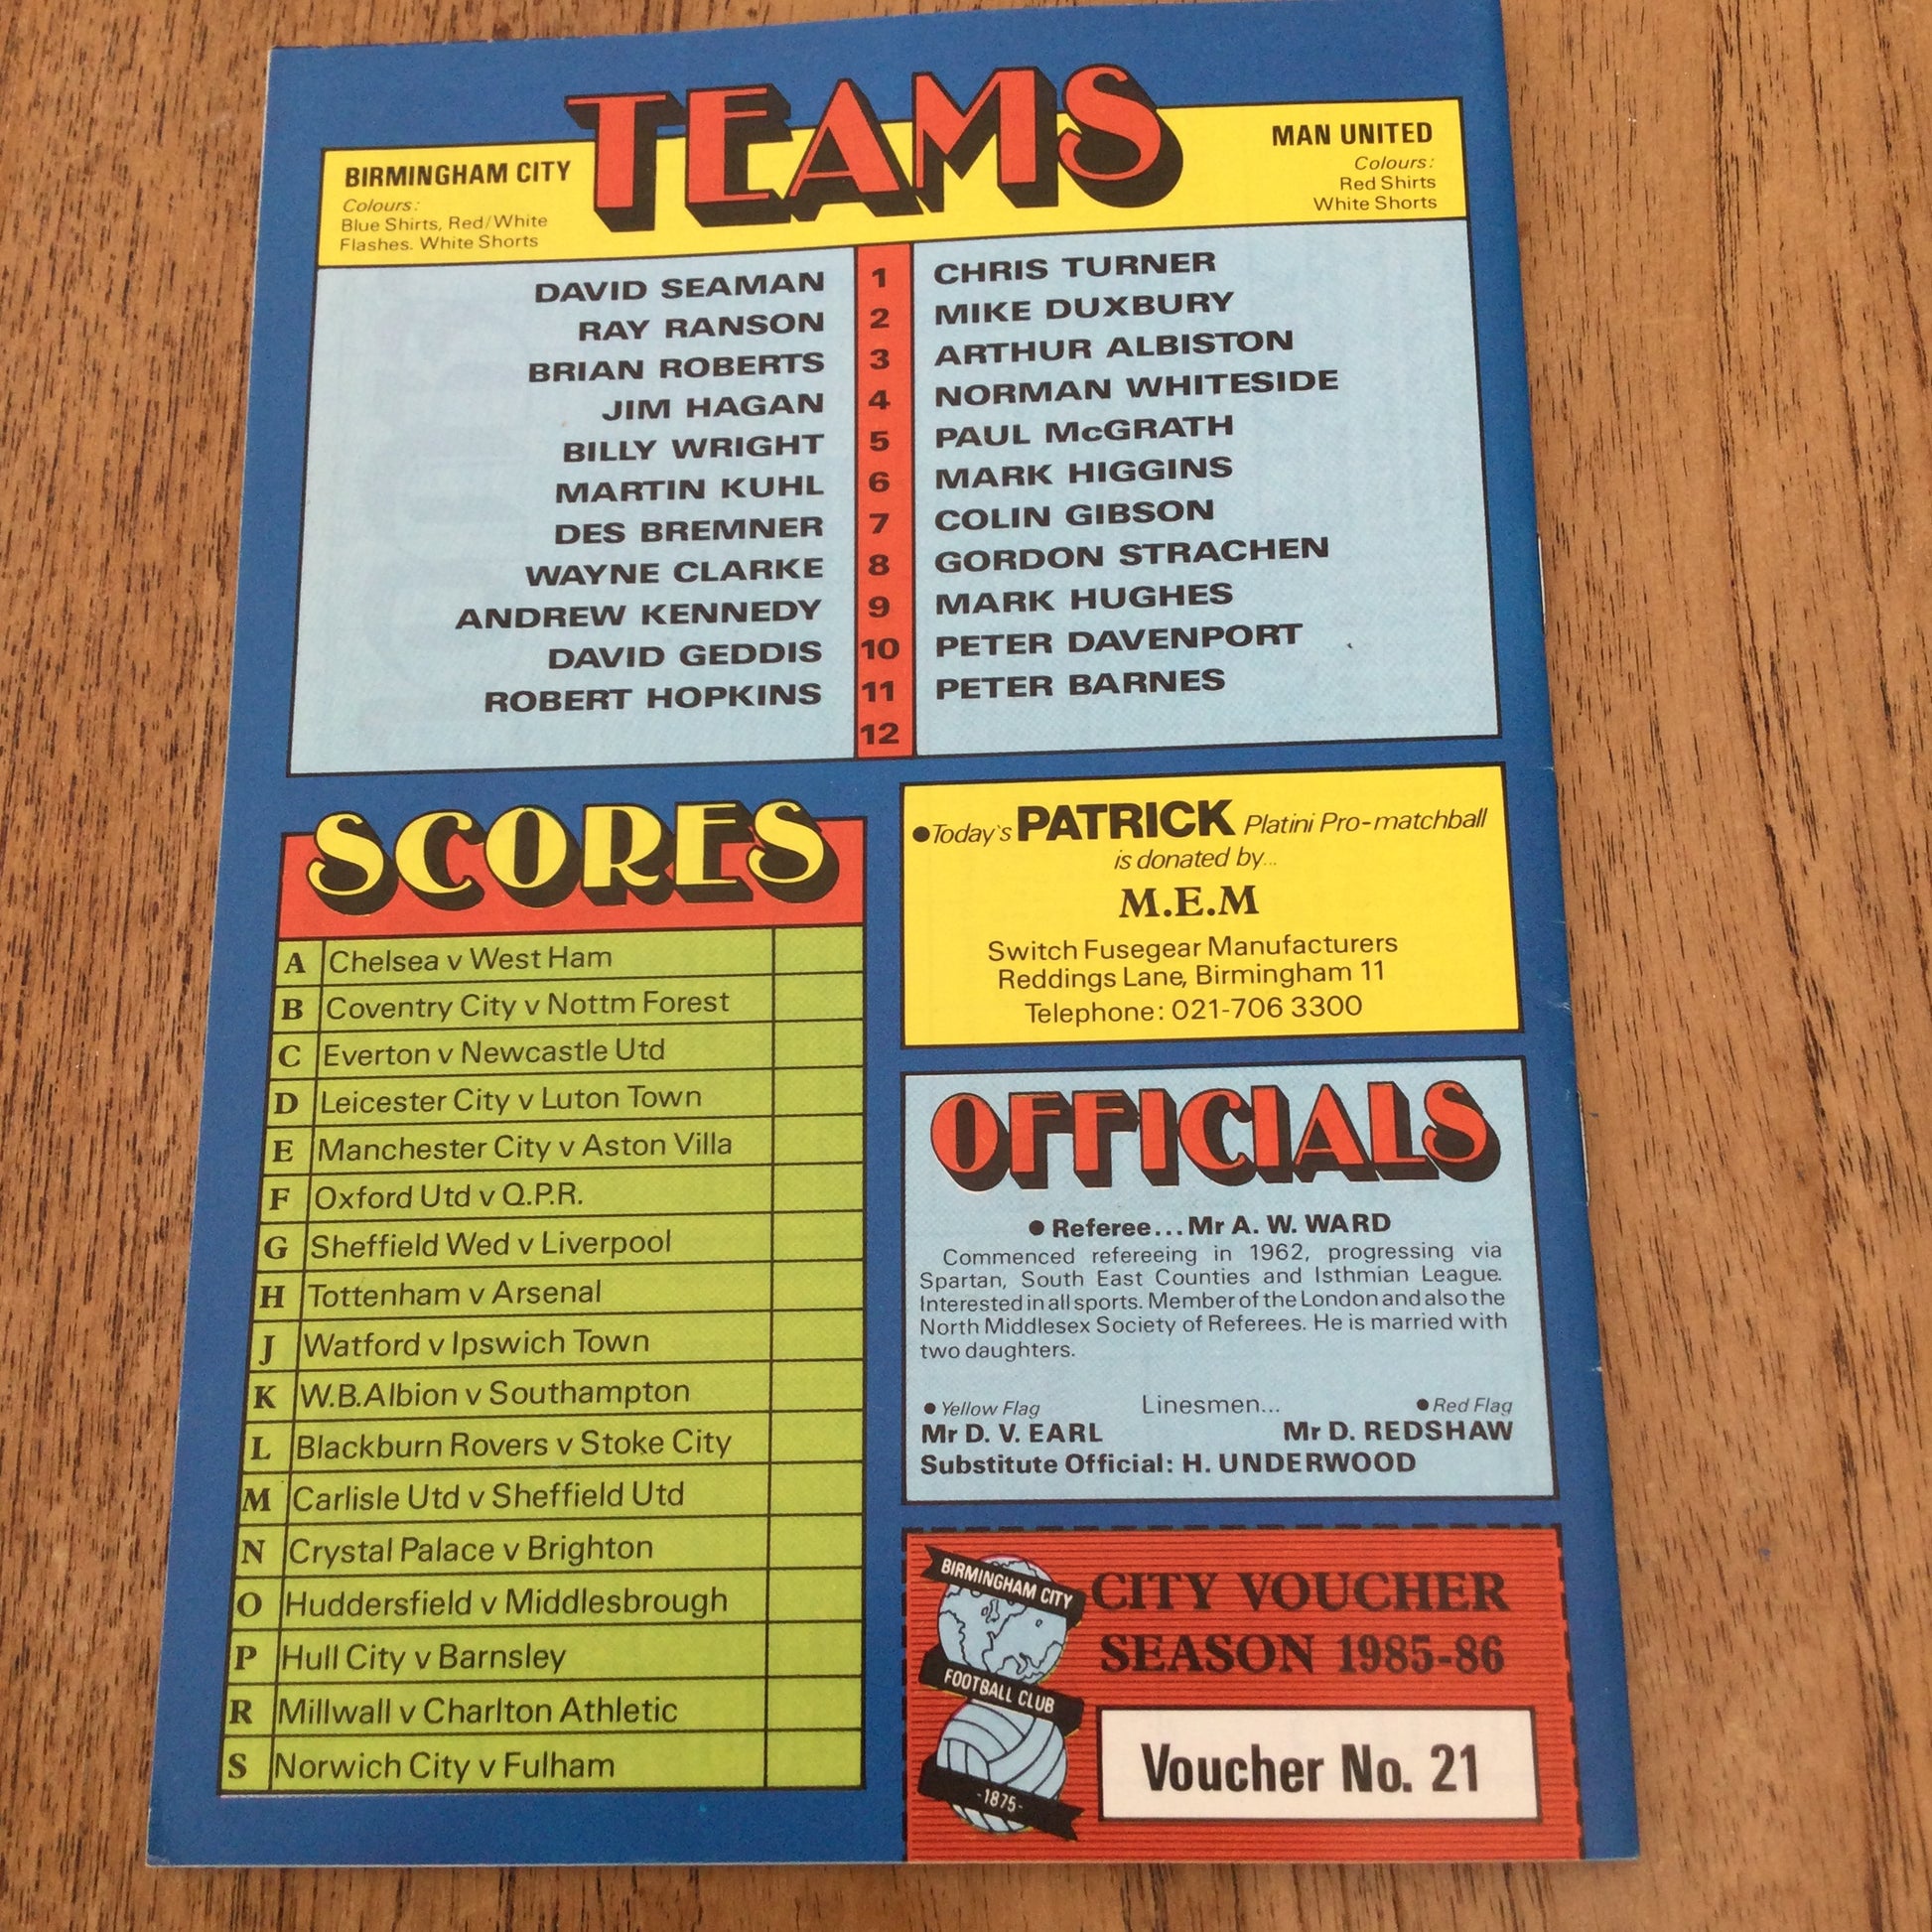 TEAMS
BIRMINGHAM CITY
Colours:
Blue Shirts, Red/White
Flashes. White Shorts
MAN UNITED
Colours:
Red Shirts
White Shorts
DAVID SEAMAN 1 CHRIS TURNER
RAY RANSON 2 MIKE DUXBURY
BRIAN ROBERTS 3 ARTHUR ALBISTON
JIM HAGAN 4 NORMAN WHITESIDE
BILLY WRIGHT 5 PAUL McGRATH
MARTIN KUHL 6 MARK HIGGINS
DES BREMNER 7 COLIN GIBSON
WAYNE CLARKE 8 GORDON STRACHEN
ANDREW KENNEDY 9 MARK HUGHES
DAVID GEDDIS 10 PETER DAVENPORT
ROBERT HOPKINS 11 PETER BARNES
12
SCORES
A Chelsea v West Ham
B Coventry City v Nottm Forest
C Everton v Newcastle Utd
D Leicester City v Luton Town
E Manchester City v Aston Villa
F Oxford Utd v Q.P.R.
G Sheffield Wed v Liverpool
H Tottenham v Arsenal
J Watford v Ipswich Town
K W.B.Albion v Southampton
L Blackburn Rovers v Stoke City
M Carlisle Utd v Sheffield Utd
N Crystal Palace v Brighton
O Huddersfield v Middlesbrough
P Hull City v Barnsley
R Millwall v Charlton Athletic
S Norwich City v Fulham
● Today's PATRICK Platini Pro-matchball
is donated by...
M.E.M
Switch Fusegear Manufacturers
Reddings Lane, Birmingham 11
Telephone: 021-706 3300
OFFICIALS
● Referee... Mr A. W. WARD
Commenced refereeing in 1962, progressing via
Spartan, South East Counties and Isthmian League.
Interested in all sports. Member of the London and also the
North Middlesex Society of Referees. He is married with
two daughters.
● Yellow Flag Linesmen... ● Red Flag
Mr D. V. EARL Mr D. REDSHAW
Substitute Official: H. UNDERWOOD
BIRMINGHAM CITY
FOOTBALL CLUB
-1875-
CITY VOUCHER
SEASON 1985-86
Voucher No. 21